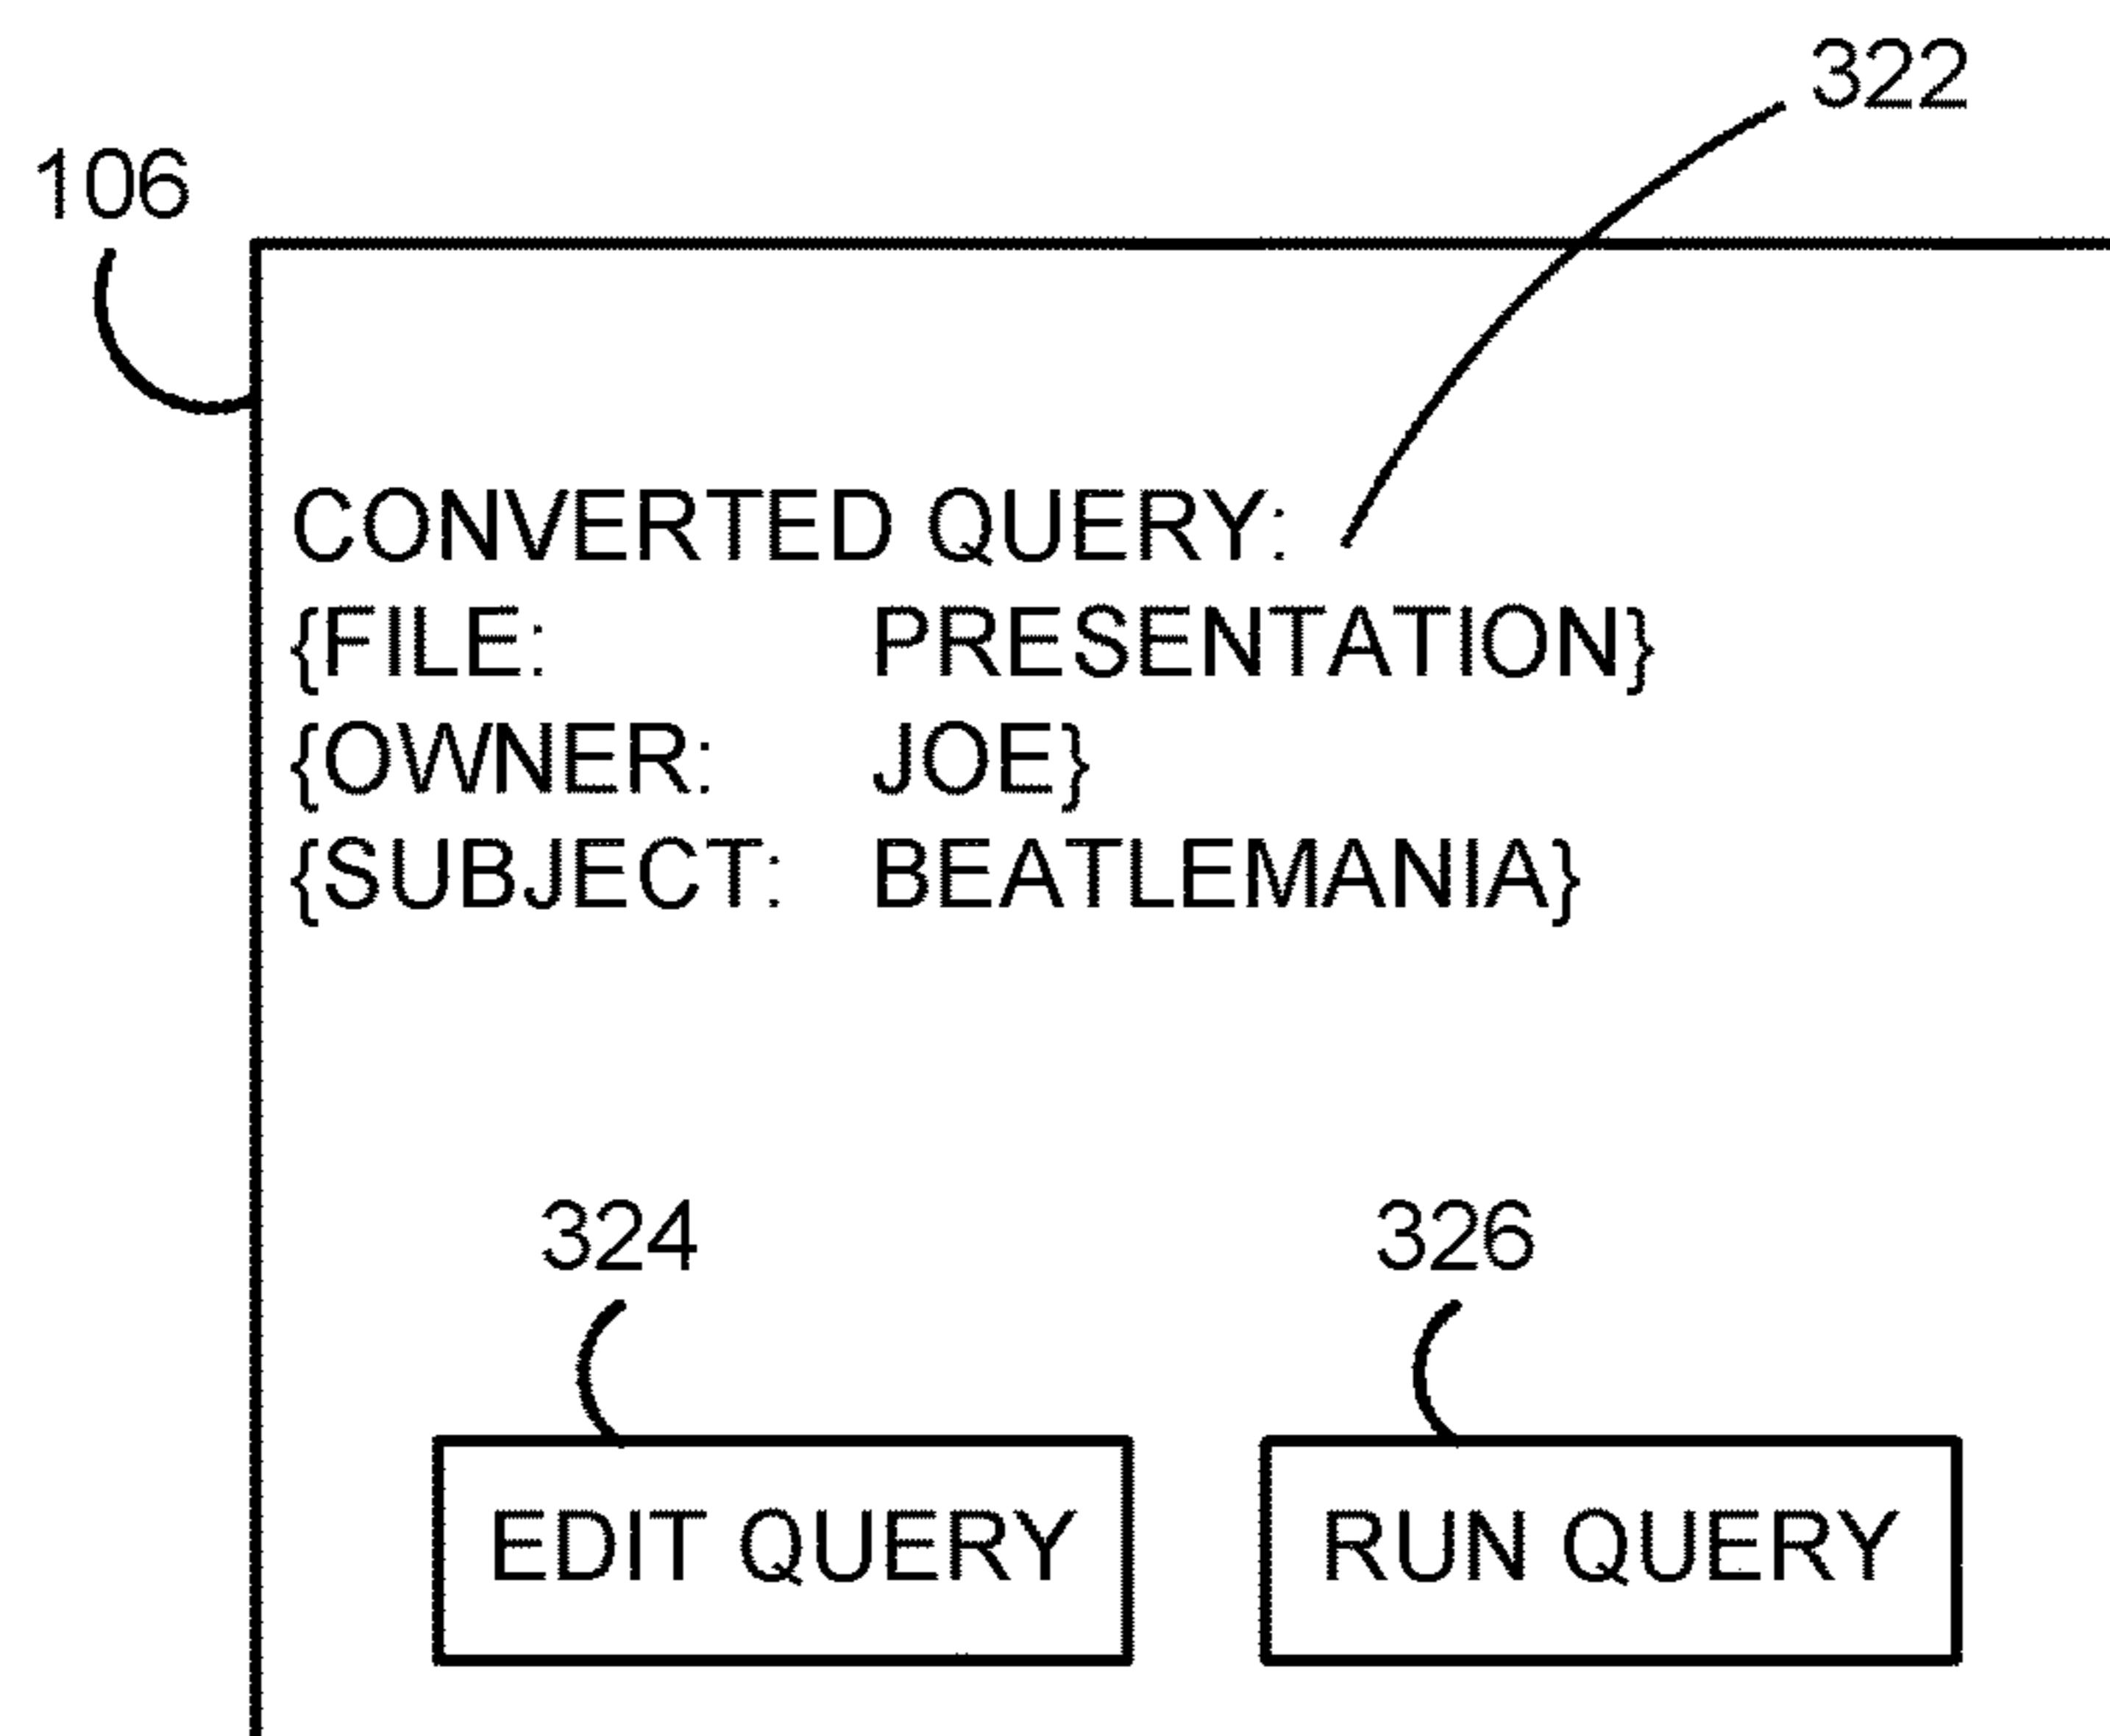 322
106
CONVERTED QUERY:
{FILE: PRESENTATION}
{OWNER: JOE}
{SUBJECT: BEATLEMANIA}
324 326
EDIT QUERY RUN QUERY